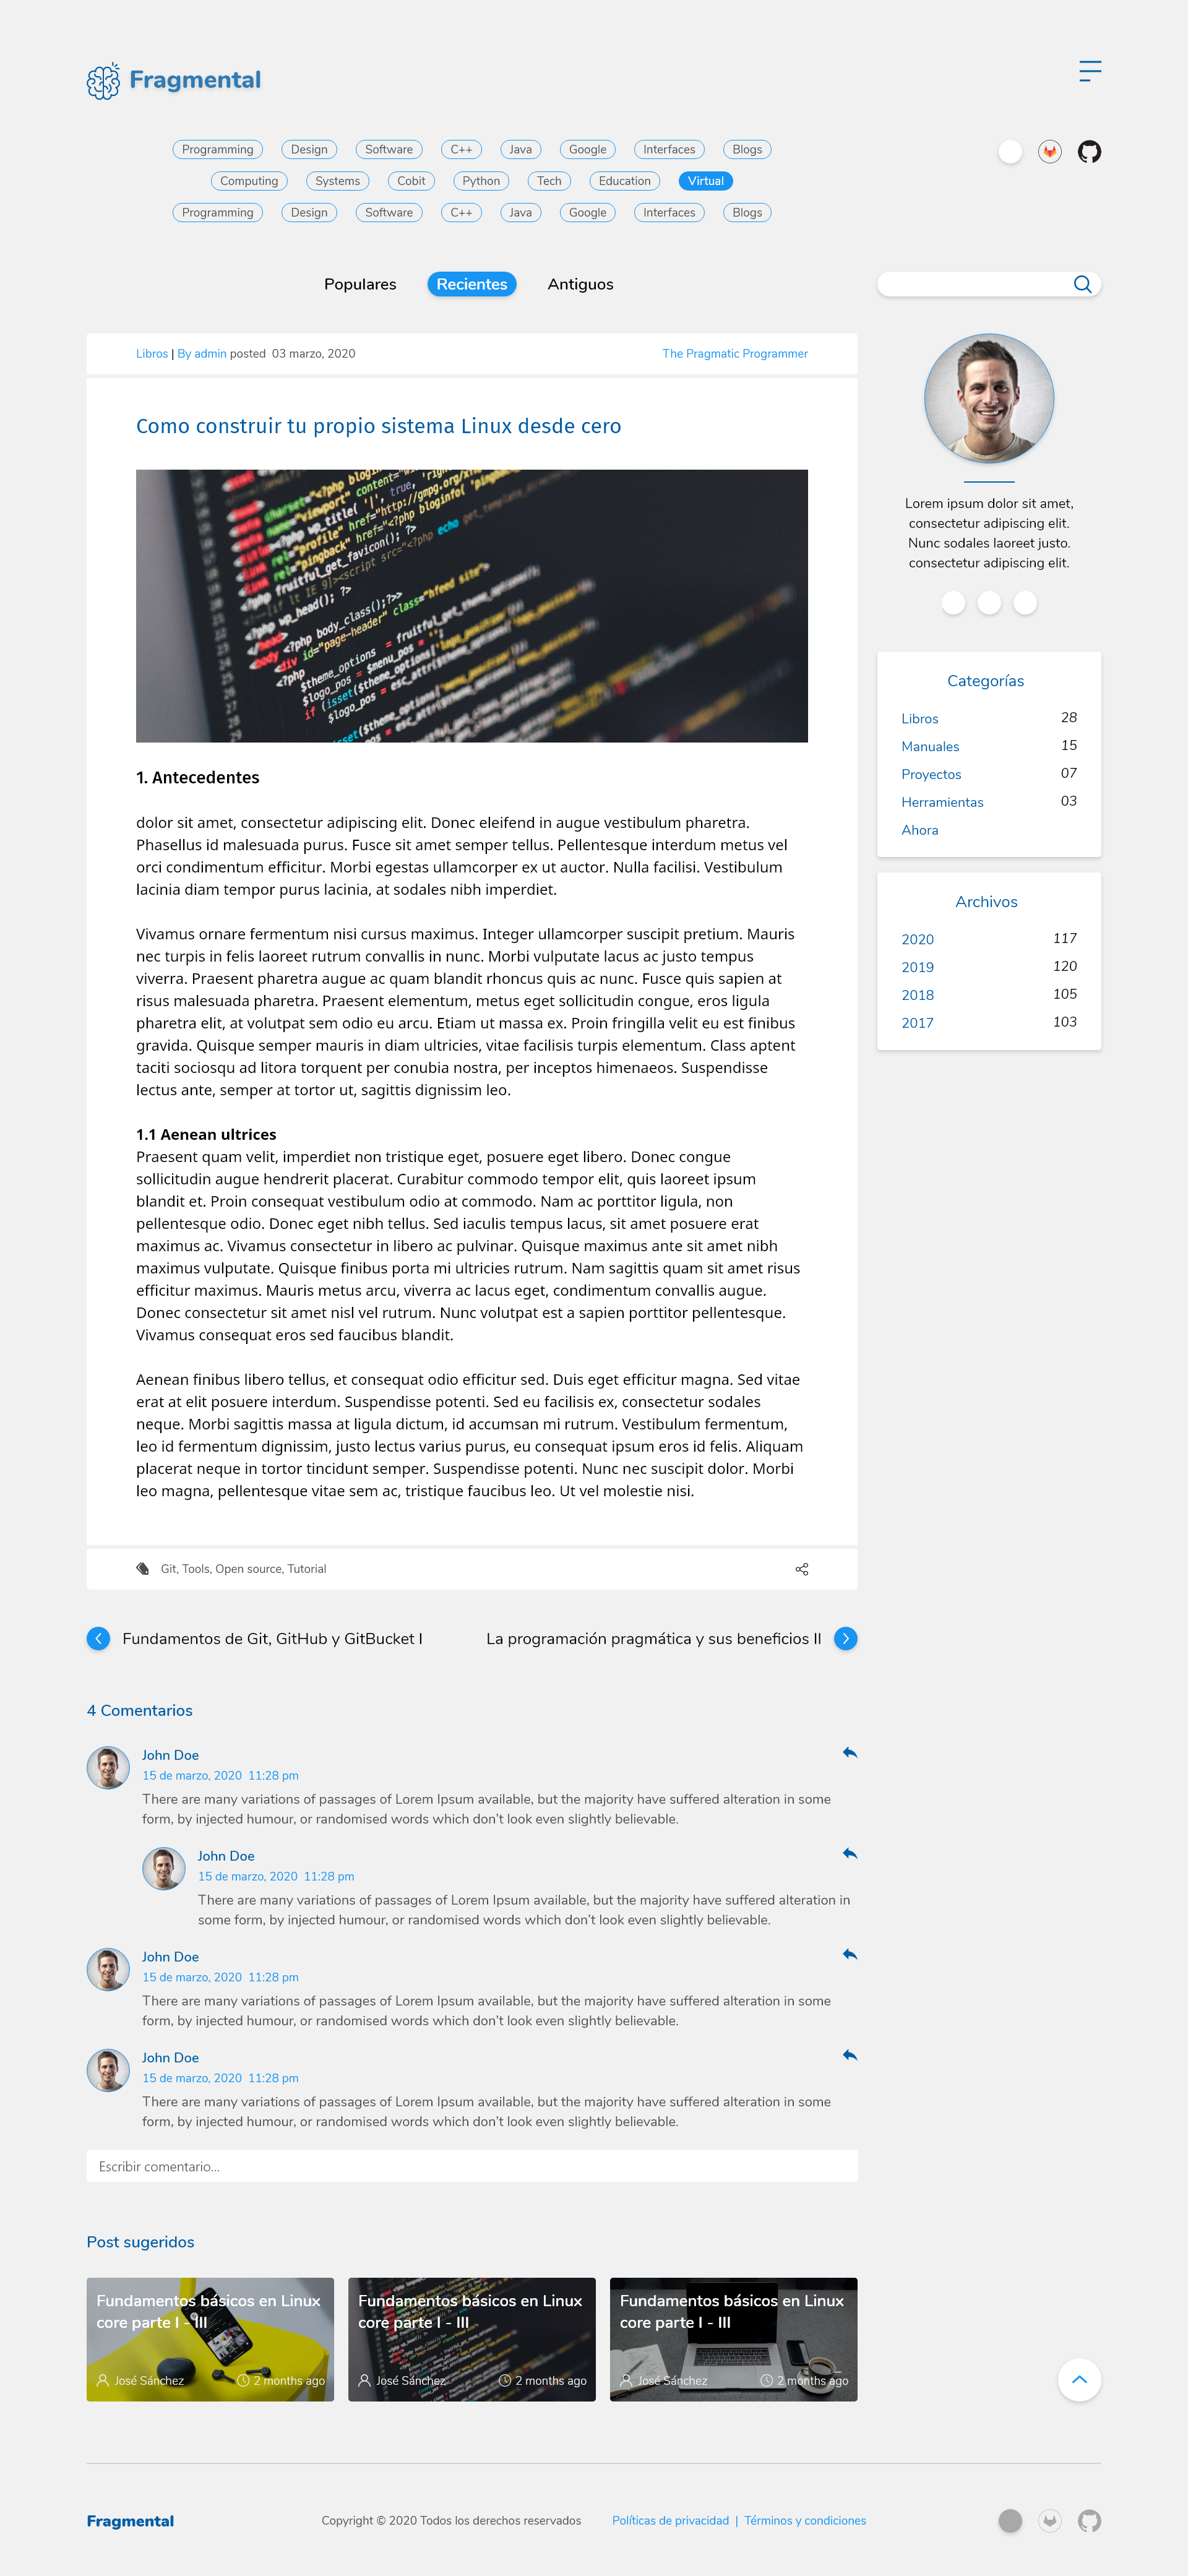 Fragmental
Programming Design Software C++ Java Google Interfaces Blogs
Computing Systems Cobit Python Tech Education Virtual
Programming Design Software C++ Java Google Interfaces Blogs
Populares Recientes Antiguos
Libros | By admin posted 03 marzo, 2020
The Pragmatic Programmer
Como construir tu propio sistema Linux desde cero
1. Antecedentes
dolor sit amet, consectetur adipiscing elit. Donec eleifend in augue vestibulum pharetra.
Phasellus id malesuada purus. Fusce sit amet semper tellus. Pellentesque interdum metus vel
orci condimentum efficitur. Morbi egestas ullamcorper ex ut auctor. Nulla facilisi. Vestibulum
lacinia diam tempor purus lacinia, at sodales nibh imperdiet.
Vivamus ornare fermentum nisi cursus maximus. Integer ullamcorper suscipit pretium. Mauris
nec turpis in felis laoreet rutrum convallis in nunc. Morbi vulputate lacus ac justo tempus
viverra. Praesent pharetra augue ac quam blandit rhoncus quis ac nunc. Fusce quis sapien at
risus malesuada pharetra. Praesent elementum, metus eget sollicitudin congue, eros ligula
pharetra elit, at volutpat sem odio eu arcu. Etiam ut massa ex. Proin fringilla velit eu est finibus
gravida. Quisque semper mauris in diam ultricies, vitae facilisis turpis elementum. Class aptent
taciti sociosqu ad litora torquent per conubia nostra, per inceptos himenaeos. Suspendisse
lectus ante, semper at tortor ut, sagittis dignissim leo.
1.1 Aenean ultrices
Praesent quam velit, imperdiet non tristique eget, posuere eget libero. Donec congue
sollicitudin augue hendrerit placerat. Curabitur commodo tempor elit, quis laoreet ipsum
blandit et. Proin consequat vestibulum odio at commodo. Nam ac porttitor ligula, non
pellentesque odio. Donec eget nibh tellus. Sed iaculis tempus lacus, sit amet posuere erat
maximus ac. Vivamus consectetur in libero ac pulvinar. Quisque maximus ante sit amet nibh
maximus vulputate. Quisque finibus porta mi ultricies rutrum. Nam sagittis quam sit amet risus
efficitur maximus. Mauris metus arcu, viverra ac lacus eget, condimentum convallis augue.
Donec consectetur sit amet nisl vel rutrum. Nunc volutpat est a sapien porttitor pellentesque.
Vivamus consequat eros sed faucibus blandit.
Aenean finibus libero tellus, et consequat odio efficitur sed. Duis eget efficitur magna. Sed vitae
erat at elit posuere interdum. Suspendisse potenti. Sed eu facilisis ex, consectetur sodales
neque. Morbi sagittis massa at ligula dictum, id accumsan mi rutrum. Vestibulum fermentum,
leo id fermentum dignissim, justo lectus varius purus, eu consequat ipsum eros id felis. Aliquam
placerat neque in tortor tincidunt semper. Suspendisse potenti. Nunc nec suscipit dolor. Morbi
leo magna, pellentesque vitae sem ac, tristique faucibus leo. Ut vel molestie nisi.
Git, Tools, Open source, Tutorial
Lorem ipsum dolor sit amet,
consectetur adipiscing elit.
Nunc sodales laoreet justo.
consectetur adipiscing elit.
Categorías
Libros 28
Manuales 15
Proyectos 07
Herramientas 03
Ahora
Archivos
2020 117
2019 120
2018 105
2017 103
Fundamentos de Git, GitHub y GitBucket I
La programación pragmática y sus beneficios II
4 Comentarios
John Doe
15 de marzo, 2020 11:28 pm
There are many variations of passages of Lorem Ipsum available, but the majority have suffered alteration in some
form, by injected humour, or randomised words which don't look even slightly believable.
John Doe
15 de marzo, 2020 11:28 pm
There are many variations of passages of Lorem Ipsum available, but the majority have suffered alteration in
some form, by injected humour, or randomised words which don't look even slightly believable.
John Doe
15 de marzo, 2020 11:28 pm
There are many variations of passages of Lorem Ipsum available, but the majority have suffered alteration in some
form, by injected humour, or randomised words which don't look even slightly believable.
John Doe
15 de marzo, 2020 11:28 pm
There are many variations of passages of Lorem Ipsum available, but the majority have suffered alteration in some
form, by injected humour, or randomised words which don't look even slightly believable.
Escribir comentario...
Post sugeridos
Fundamentos básicos en Linux
core parte I - III
José Sánchez 2 months ago
Fundamentos básicos en Linux
core parte I - III
José Sánchez 2 months ago
Fundamentos básicos en Linux
core parte I - III
José Sánchez 2 months ago
Fragmental
Copyright © 2020 Todos los derechos reservados
Políticas de privacidad | Términos y condiciones